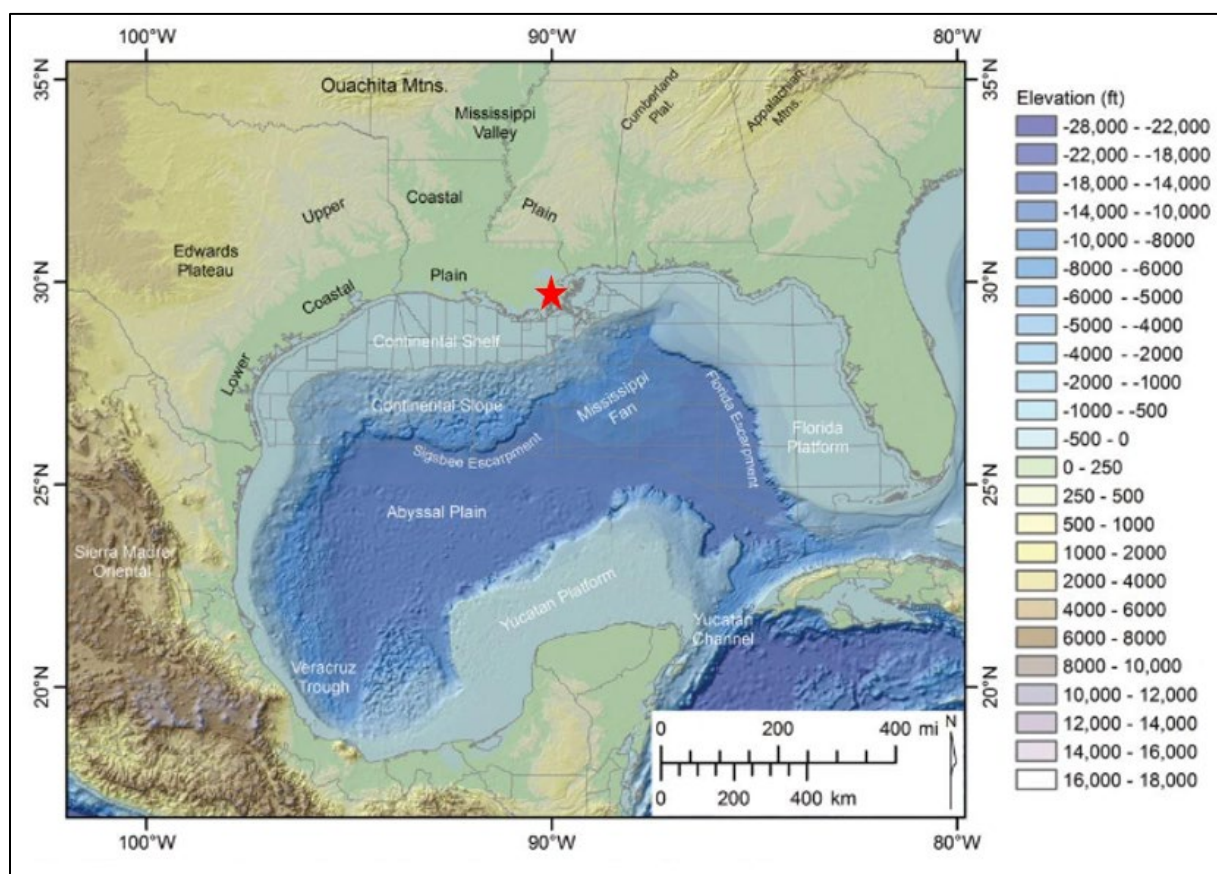 100°W 90°W 80°W
35°N
35°N
Ouachita Mtns.
Mississippi
Valley
Cumberland
Plat.
Appalachian
Mtns.
Upper
Coastal
Plain
Edwards
Plateau
30°N
30°N
Plain
Coastal
Lower
Continental Shelf
Continental Slope
Mississippi
Fan
Florida Escarpment
Florida
Platform
Sigsbee Escarpment
25°N
25°N
Abyssal Plain
Sierra Madrer
Oriental
Yucatan Platform
Yucatan
Channel
Veracruz
Trough
20°N
20°N
0 200 400 mi
N
0 200 400 km
100°W 90°W 80°W
Elevation (ft)
-28,000 - -22,000
-22,000 - -18,000
-18,000 - -14,000
-14,000 - -10,000
-10,000 - -8000
-8000 - -6000
-6000 - -5000
-5000 - -4000
-4000 - -2000
-2000 - -1000
-1000 - -500
-500 - 0
0 - 250
250 - 500
500 - 1000
1000 - 2000
2000 - 4000
4000 - 6000
6000 - 8000
8000 - 10,000
10,000 - 12,000
12,000 - 14,000
14,000 - 16,000
16,000 - 18,000